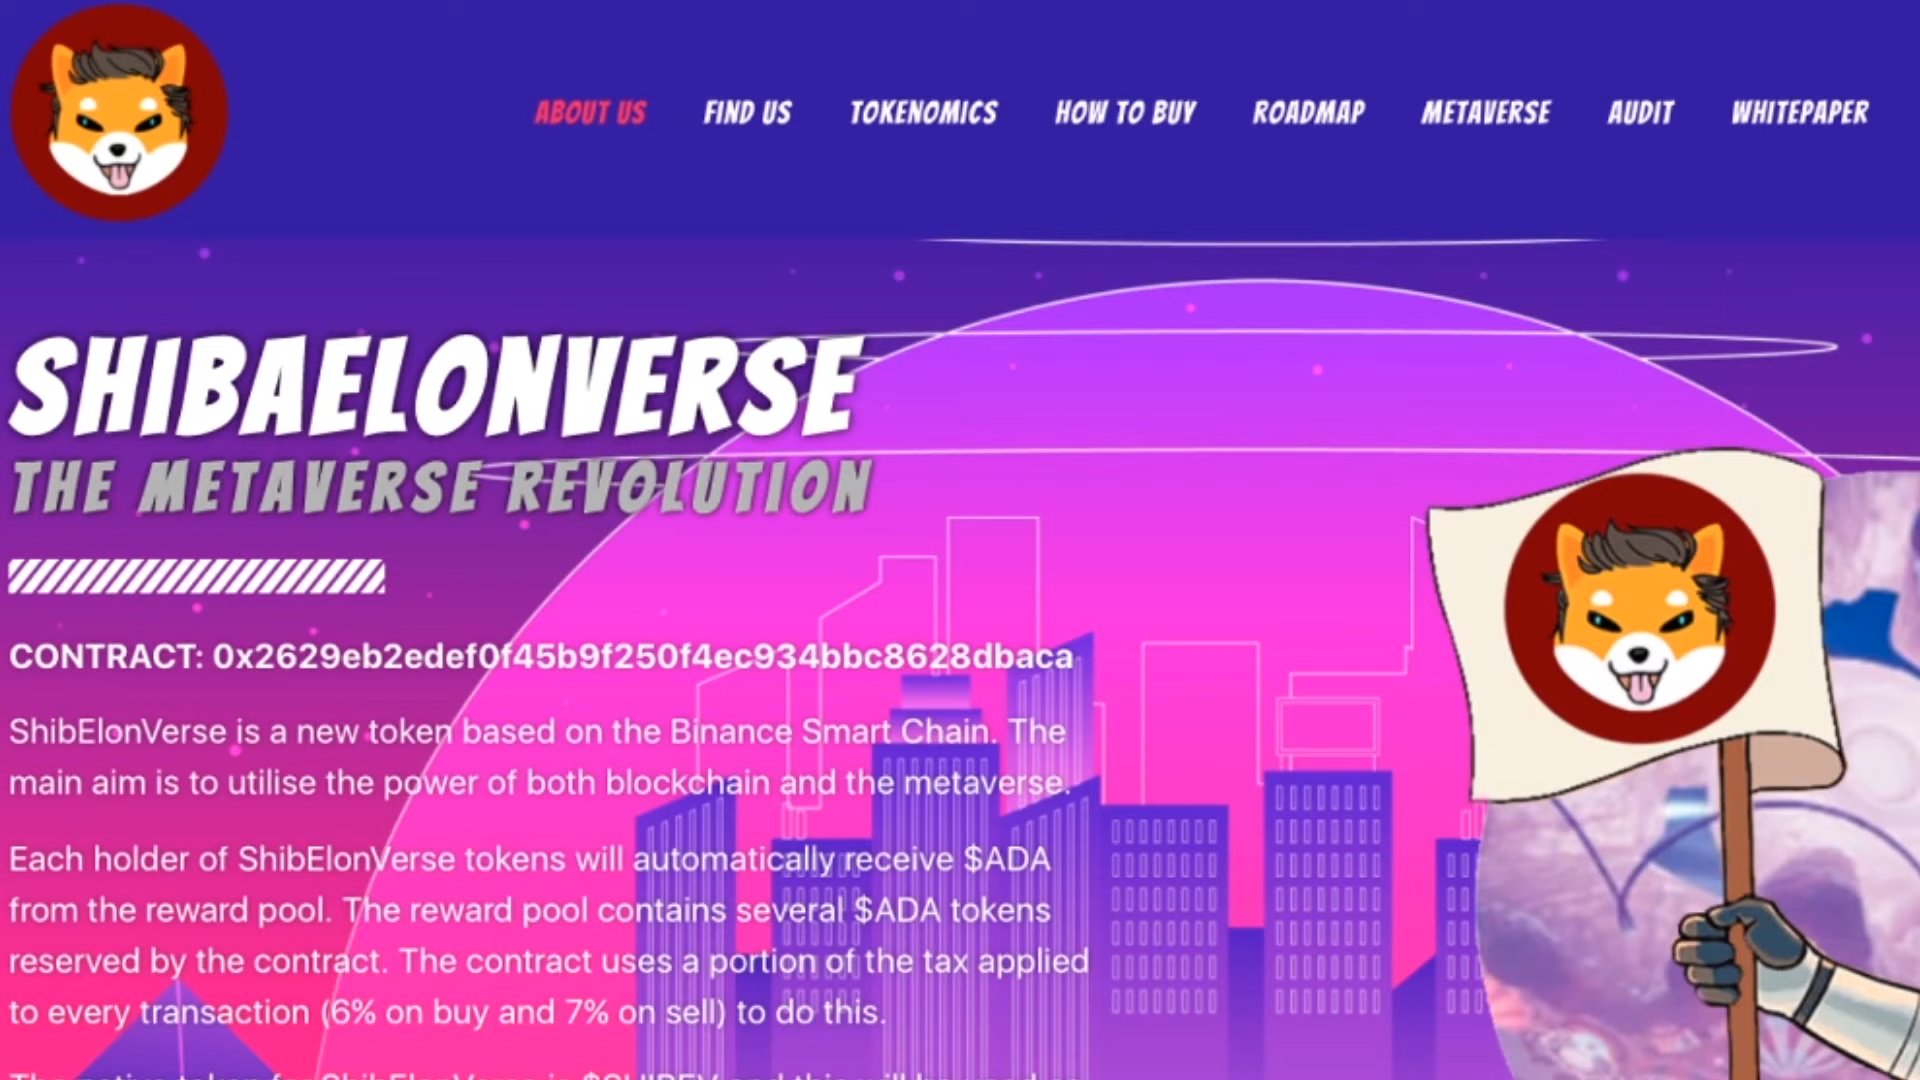 ABOUT US FIND US TOKENOMICS HOW TO BUY ROADMAP METAVERSE AUDIT WHITEPAPER
SHIBAELONVERSE
THE METAVERSE REVOLUTION
CONTRACT: 0x2629eb2edef0f45b9f250f4ec934bbc8628dbaca
ShibElonVerse is a new token based on the Binance Smart Chain. The
main aim is to utilise the power of both blockchain and the metaverse.
Each holder of ShibElonVerse tokens will automatically receive $ADA
from the reward pool. The reward pool contains several $ADA tokens
reserved by the contract. The contract uses a portion of the tax applied
to every transaction (6% on buy and 7% on sell) to do this.